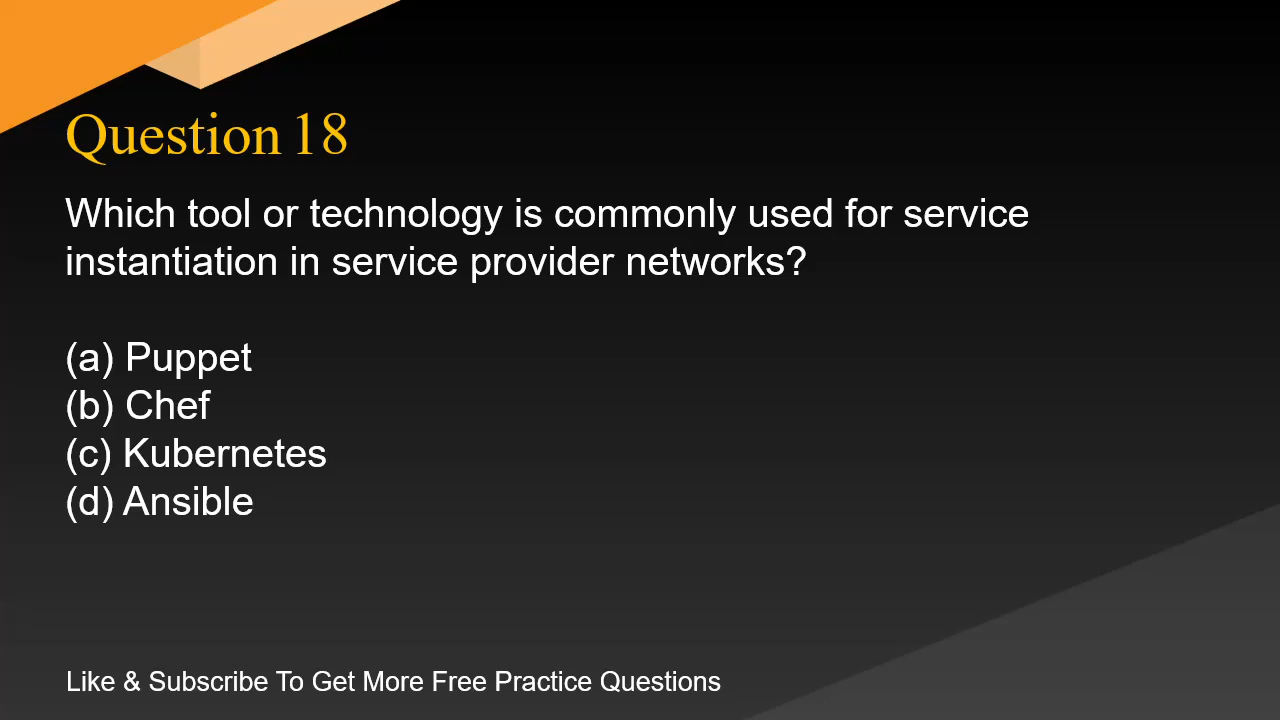 Question 18
Which tool or technology is commonly used for service
instantiation in service provider networks?
(a) Puppet
(b) Chef
(c) Kubernetes
(d) Ansible
Like & Subscribe To Get More Free Practice Questions